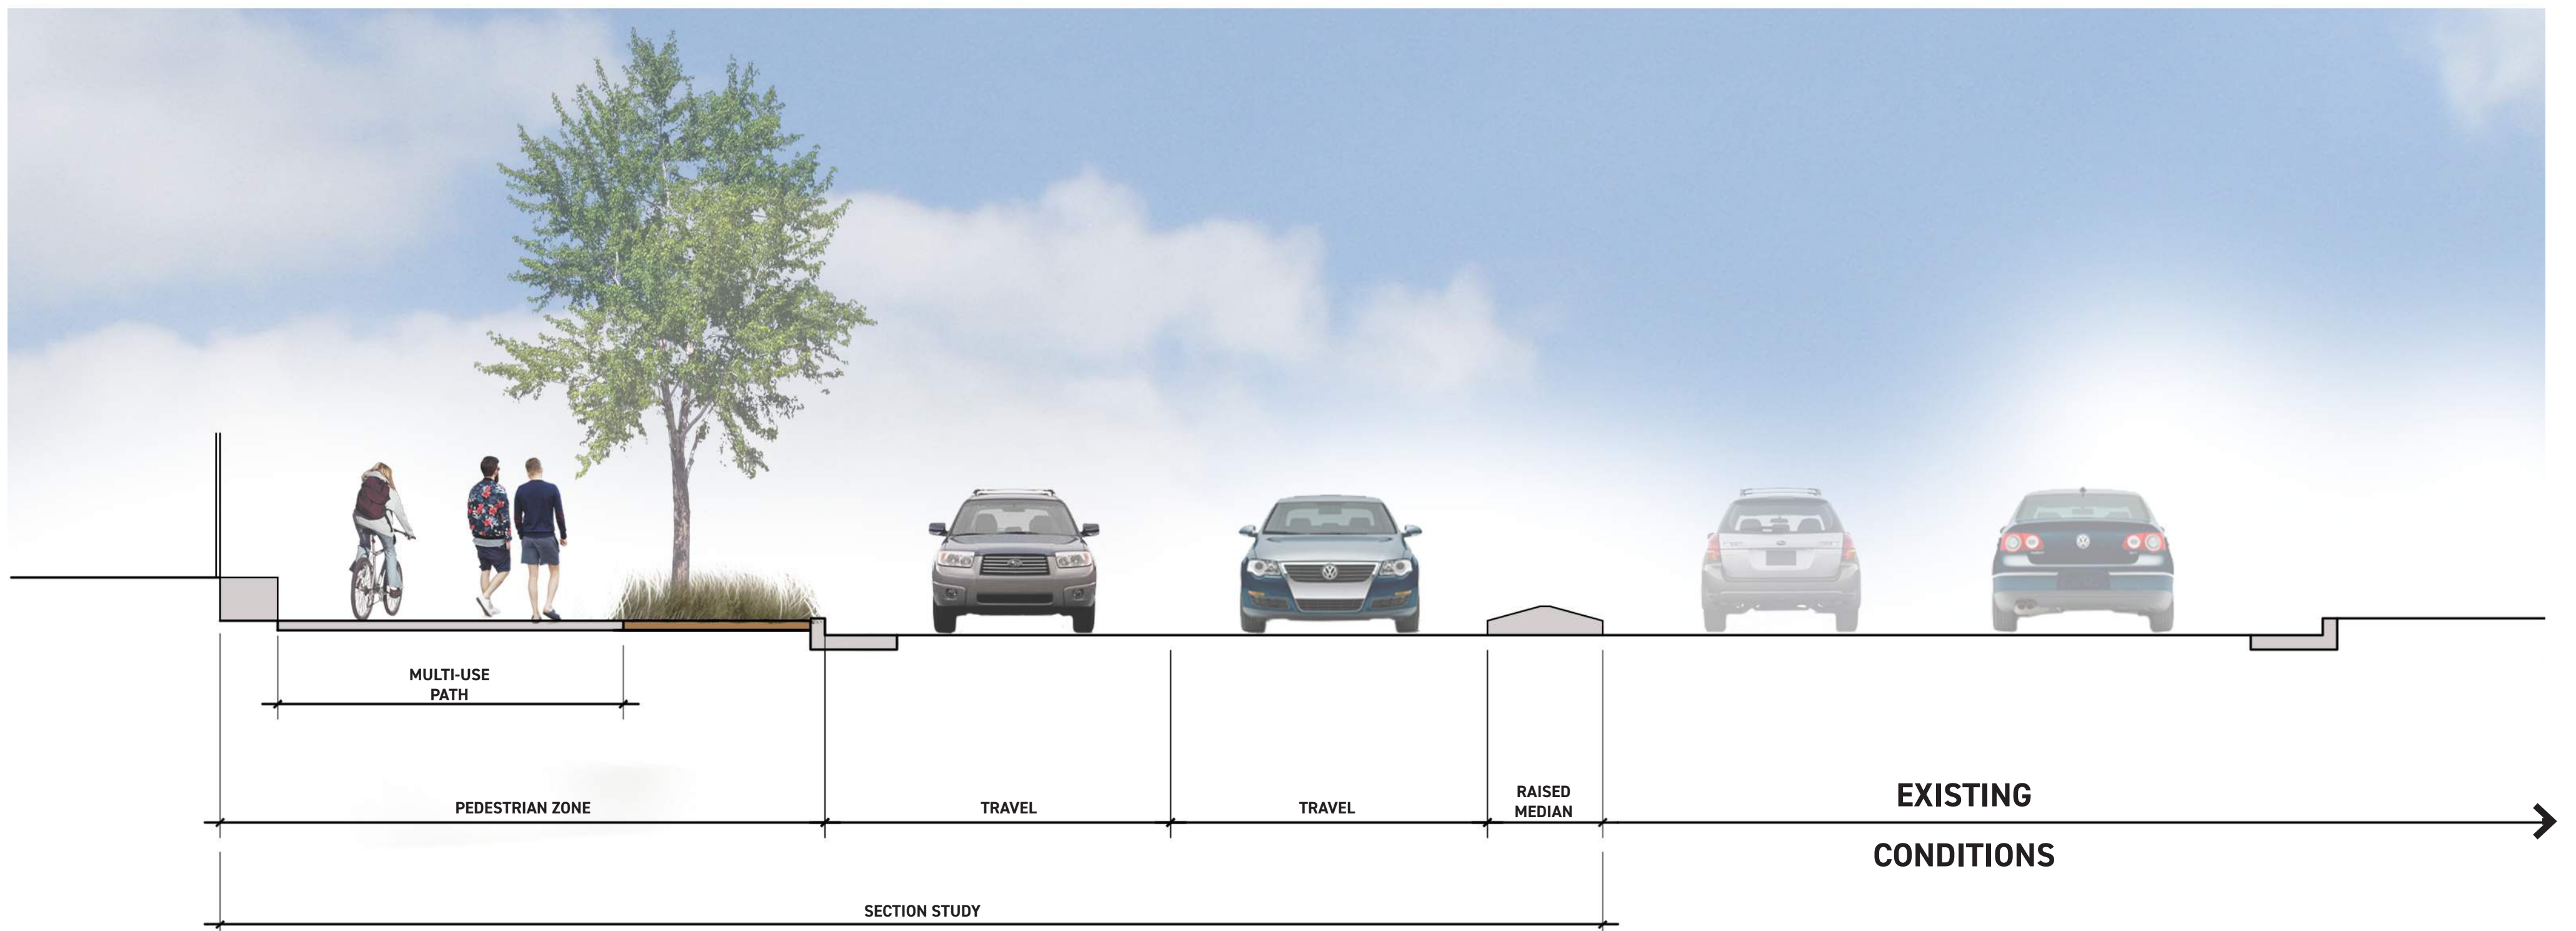 MULTI-USE
PATH
PEDESTRIAN ZONE
TRAVEL
TRAVEL
RAISED
MEDIAN
EXISTING
CONDITIONS
SECTION STUDY